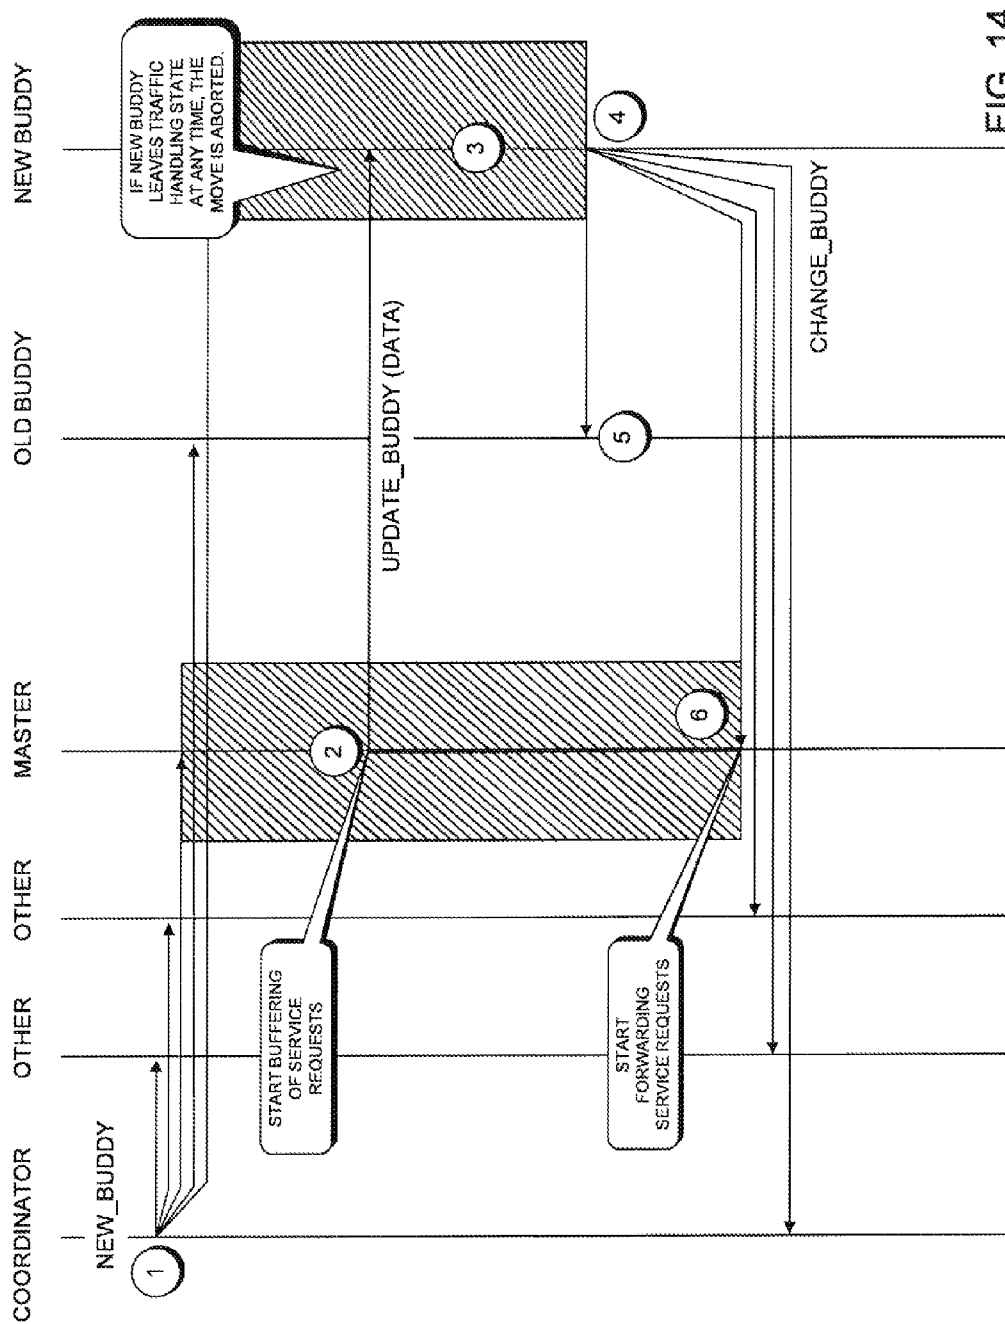 COORDINATOR
OTHER
OTHER
MASTER
OLD BUDDY
NEW BUDDY
NEW_BUDDY
1
IF NEW BUDDY
LEAVES TRAFFIC
HANDLING STATE
AT ANY TIME, THE
MOVE IS ABORTED.
START BUFFERING
OF SERVICE
REQUESTS
2
UPDATE_BUDDY (DATA)
3
4
5
START
FORWARDING
SERVICE REQUESTS
6
CHANGE_BUDDY
FIG. 14